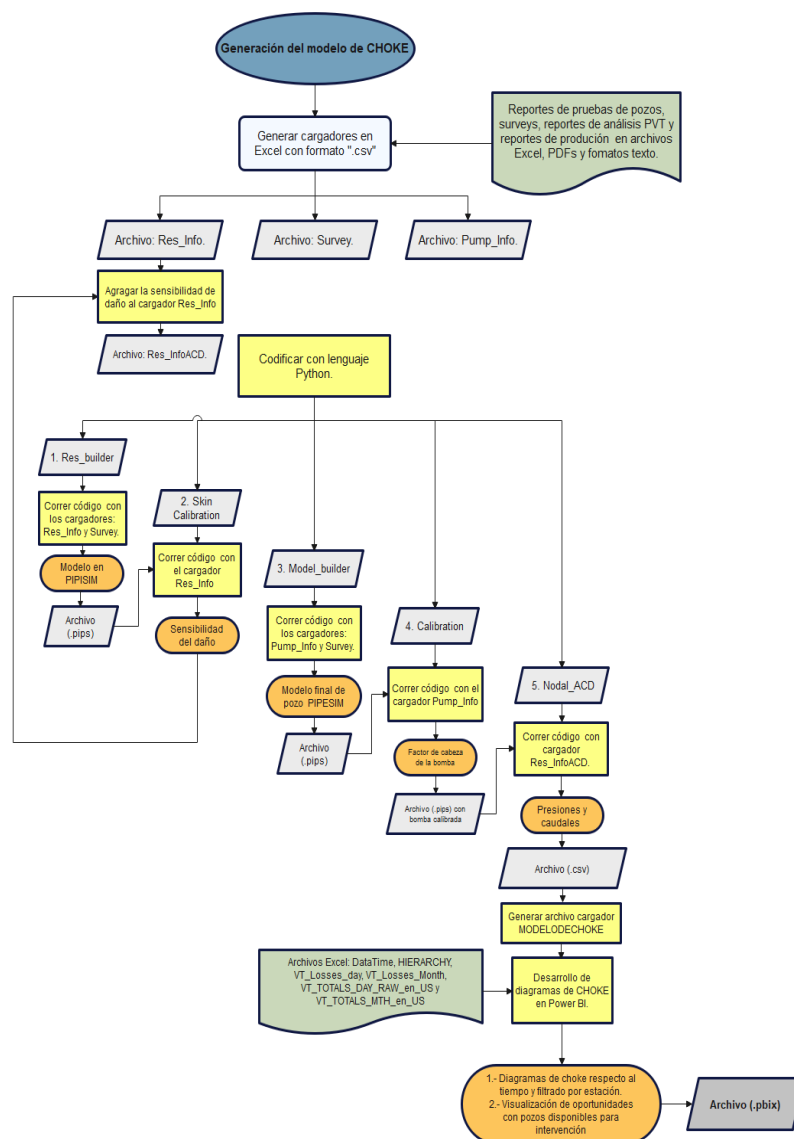 Generación del modelo de CHOKE
Generar cargadores en
Excel con formato ".csv"
Reportes de pruebas de pozos,
surveys, reportes de análisis PVT y
reportes de produción en archivos
Excel, PDFs y fomatos texto.
Archivo: Res_Info.
Archivo: Survey.
Archivo: Pump_Info.
Agragar la sensibilidad de
daño al cargador Res_Info
Archivo: Res_InfoACD.
Codificar con lenguaje
Python.
1. Res_builder
Correr código con
los cargadores:
Res_Info y Survey.
Modelo en
PIPISIM
Archivo
(.pips)
2. Skin
Calibration
Correr código con
el cargador
Res_Info
Sensibilidad
del daño
3. Model_builder
Correr código con
los cargadores:
Pump_Info y Survey.
Modelo final de
pozo PIPESIM
Archivo
(.pips)
4. Calibration
Correr código con el
cargador Pump_Info
Factor de cabeza
de la bomba
Archivo (.pips) con
bomba calibrada
5. Nodal_ACD
Correr código con
cargador
Res_InfoACD.
Presiones y
caudales
Archivo (.csv)
Generar archivo cargador
MODELODECHOKE
Archivos Excel: DataTime, HIERARCHY,
VT_Losses_day, VT_Losses_Month,
VT_TOTALS_DAY_RAW_en_US y
VT_TOTALS_MTH_en_US
Desarrollo de
diagramas de CHOKE
en Power BI.
1.- Diagramas de choke respecto al
tiempo y filtrado por estación.
2.- Visualización de oportunidades
con pozos disponibles para
intervención
Archivo (.pbix)